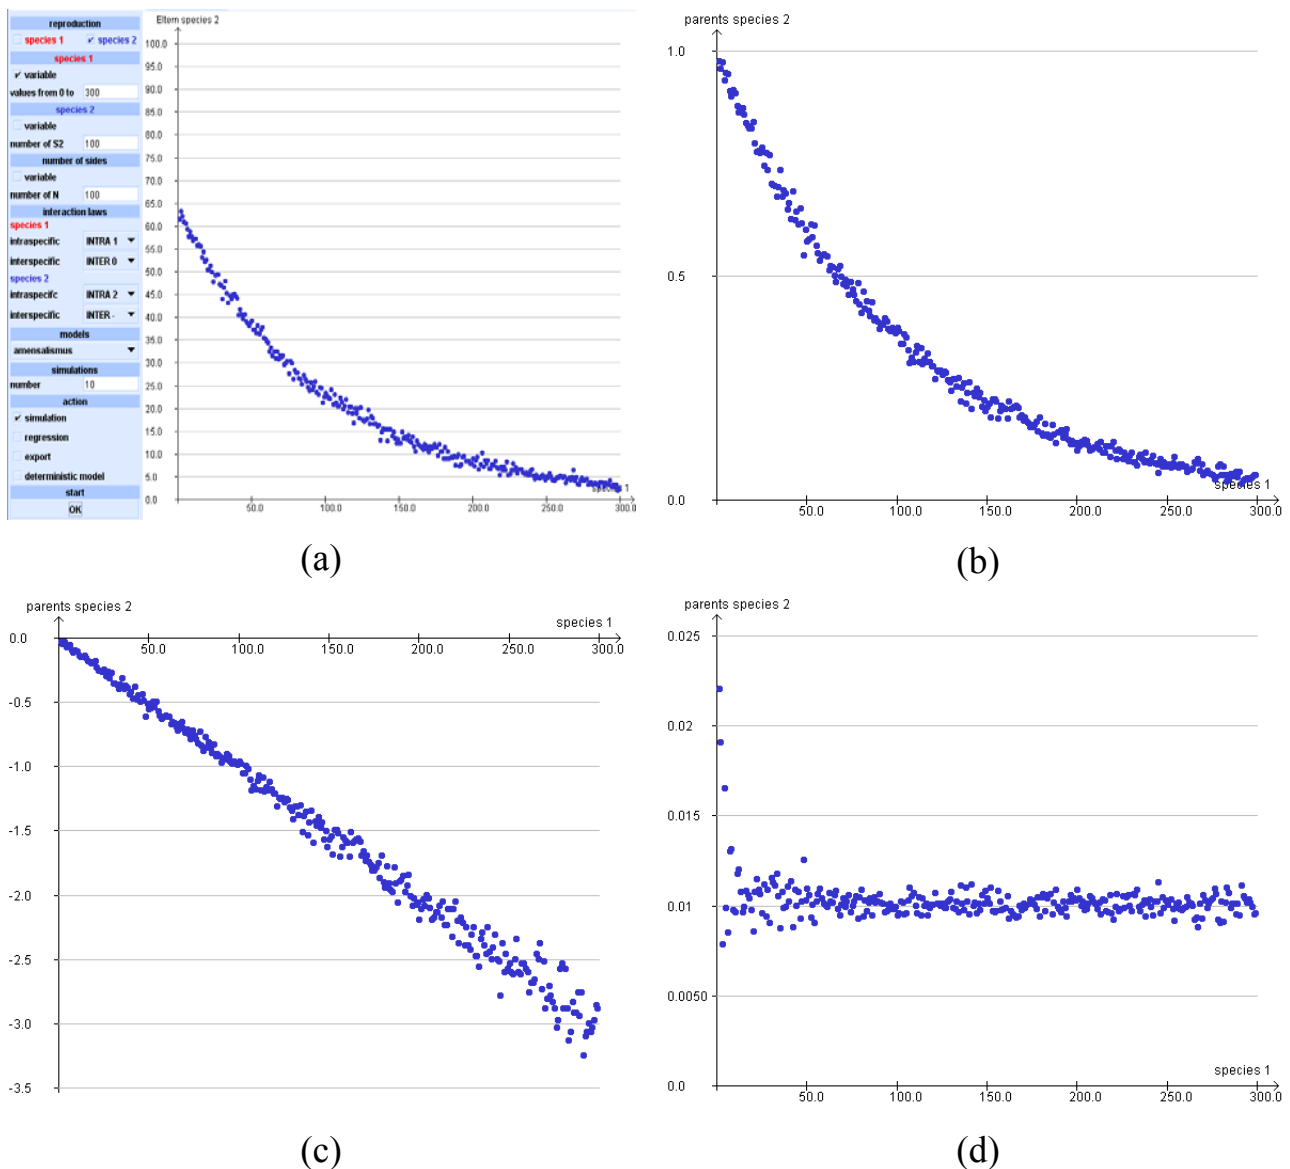 reproduction
species 1 species 2
species 1
variable
values from 0 to 300
species 2
variable
number of S2 100
number of sides
variable
number of N 100
interaction laws
species 1
intraspecific INTRA 1
interspecific INTER 0
species 2
intraspecifc INTRA 2
interspecific INTER -
models
amensalismus
simulations
number 10
action
simulation
regression
export
deterministic model
start
OK
Eltern species 2
100.0
95.0
90.0
85.0
80.0
75.0
70.0
65.0
60.0
55.0
50.0
45.0
40.0
35.0
30.0
25.0
20.0
15.0
10.0
5.0
0.0
species 1
50.0 100.0 150.0 200.0 250.0 300.0
(a)
parents species 2
1.0
0.5
0.0
species 1
50.0 100.0 150.0 200.0 250.0 300.0
(b)
parents species 2
species 1
0.0
50.0 100.0 150.0 200.0 250.0 300.0
-0.5
-1.0
-1.5
-2.0
-2.5
-3.0
-3.5
(c)
parents species 2
0.025
0.02
0.015
0.01
0.0050
0.0
species 1
50.0 100.0 150.0 200.0 250.0 300.0
(d)